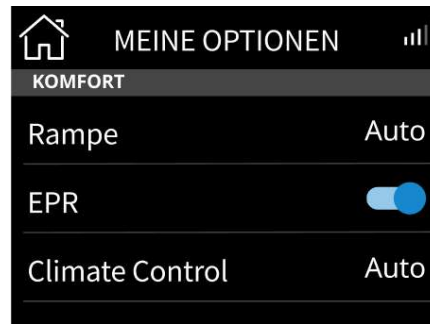 MEINE OPTIONEN
KOMFORT
Rampe Auto
EPR
Climate Control Auto